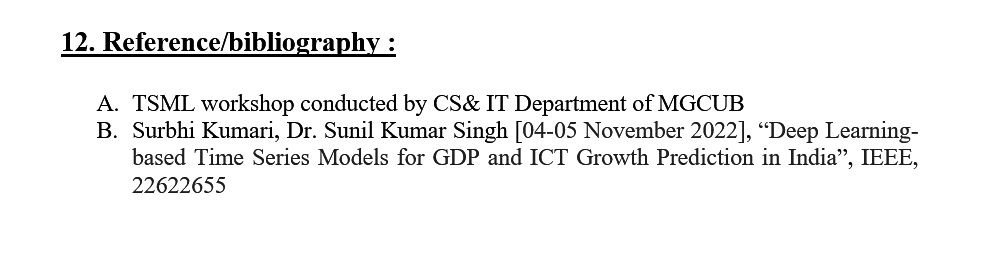 12. Reference/bibliography :
A. TSML workshop conducted by CS& IT Department of MGCUB
B. Surbhi Kumari, Dr. Sunil Kumar Singh [04-05 November 2022], “Deep Learning-
based Time Series Models for GDP and ICT Growth Prediction in India”, IEEE,
22622655